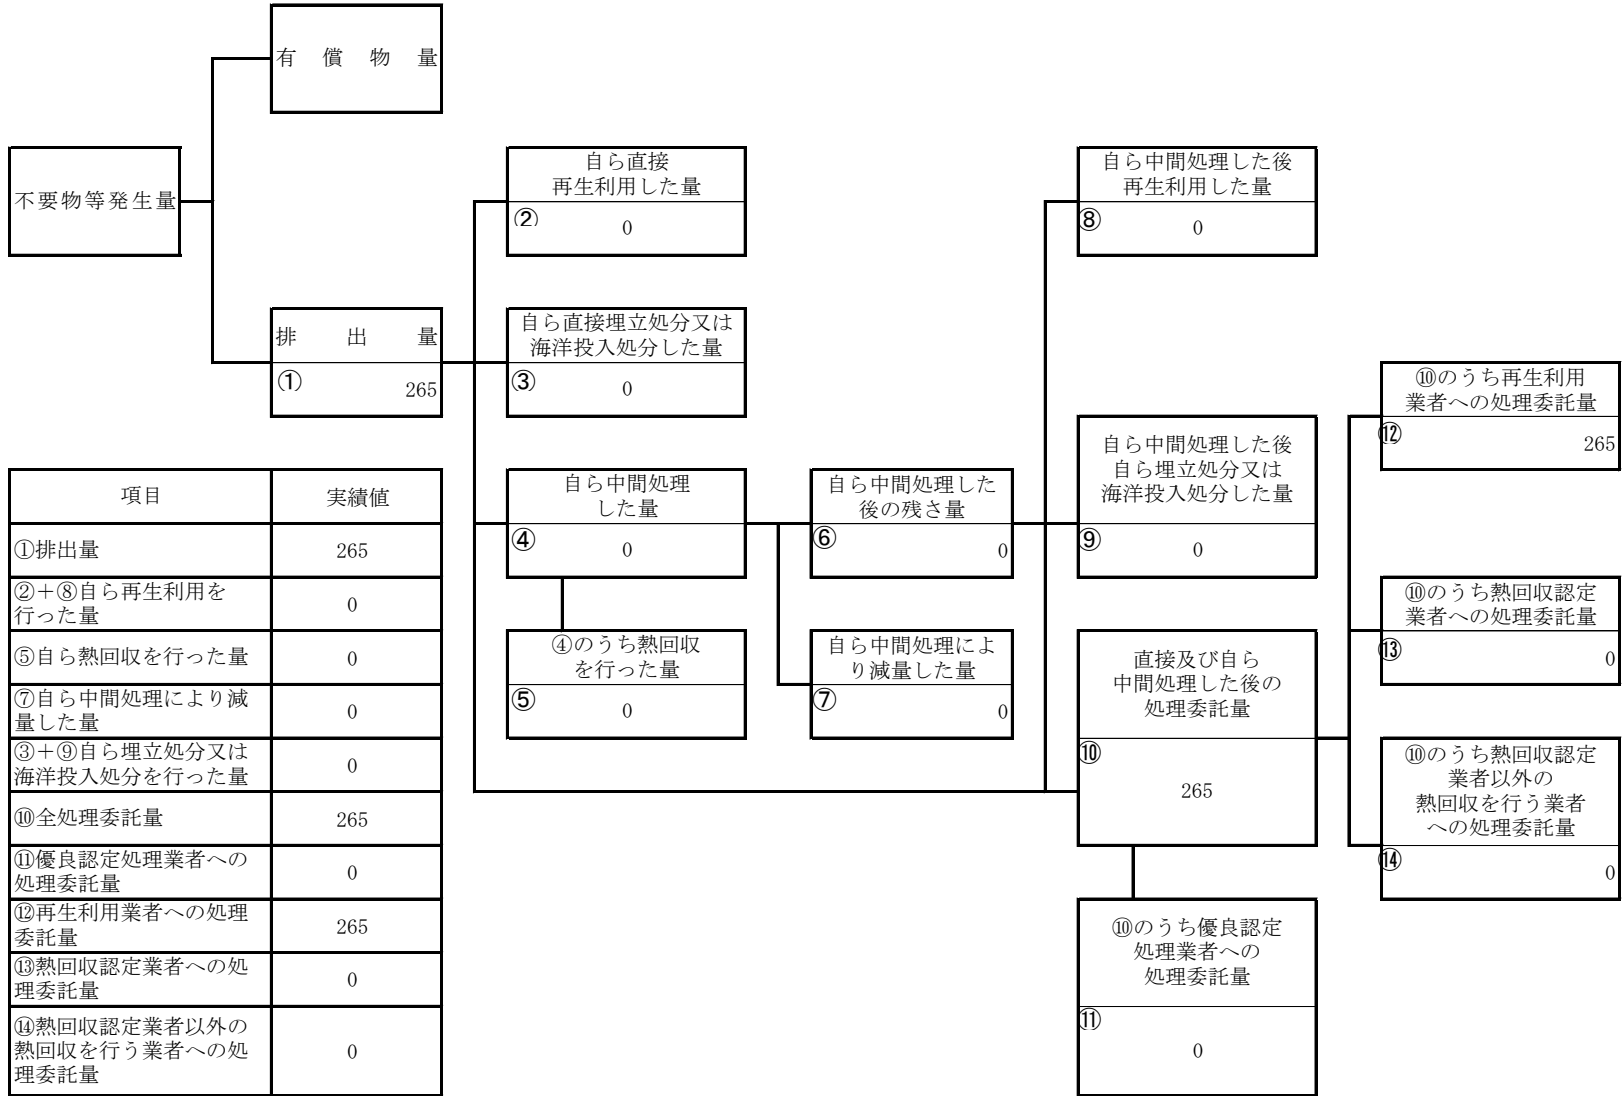 有償物量
不要物等発生量
排出量
①
265
自ら直接
再生利用した量
②
0
自ら直接埋立処分又は
海洋投入処分した量
③
0
自ら中間処理
した量
④
0
④のうち熱回収
を行った量
⑤
0
自ら中間処理した
後の残さ量
⑥
0
自ら中間処理によ
り減量した量
⑦
0
自ら中間処理した後
再生利用した量
⑧
0
自ら中間処理した後
自ら埋立処分又は
海洋投入処分した量
⑨
0
直接及び自ら
中間処理した後の
処理委託量
⑩
265
⑩のうち優良認定
処理業者への
処理委託量
⑪
0
⑩のうち再生利用
業者への処理委託量
⑫
265
⑩のうち熱回収認定
業者への処理委託量
⑬
0
⑩のうち熱回収認定
業者以外の
熱回収を行う業者
への処理委託量
⑭
0
項目 実績値
①排出量 265
②＋⑧自ら再生利用を
行った量 0
⑤自ら熱回収を行った量 0
⑦自ら中間処理により減
量した量 0
③＋⑨自ら埋立処分又は
海洋投入処分を行った量 0
⑩全処理委託量 265
⑪優良認定処理業者への
処理委託量 0
⑫再生利用業者への処理
委託量 265
⑬熱回収認定業者への処
理委託量 0
⑭熱回収認定業者以外の
熱回収を行う業者への処
理委託量 0